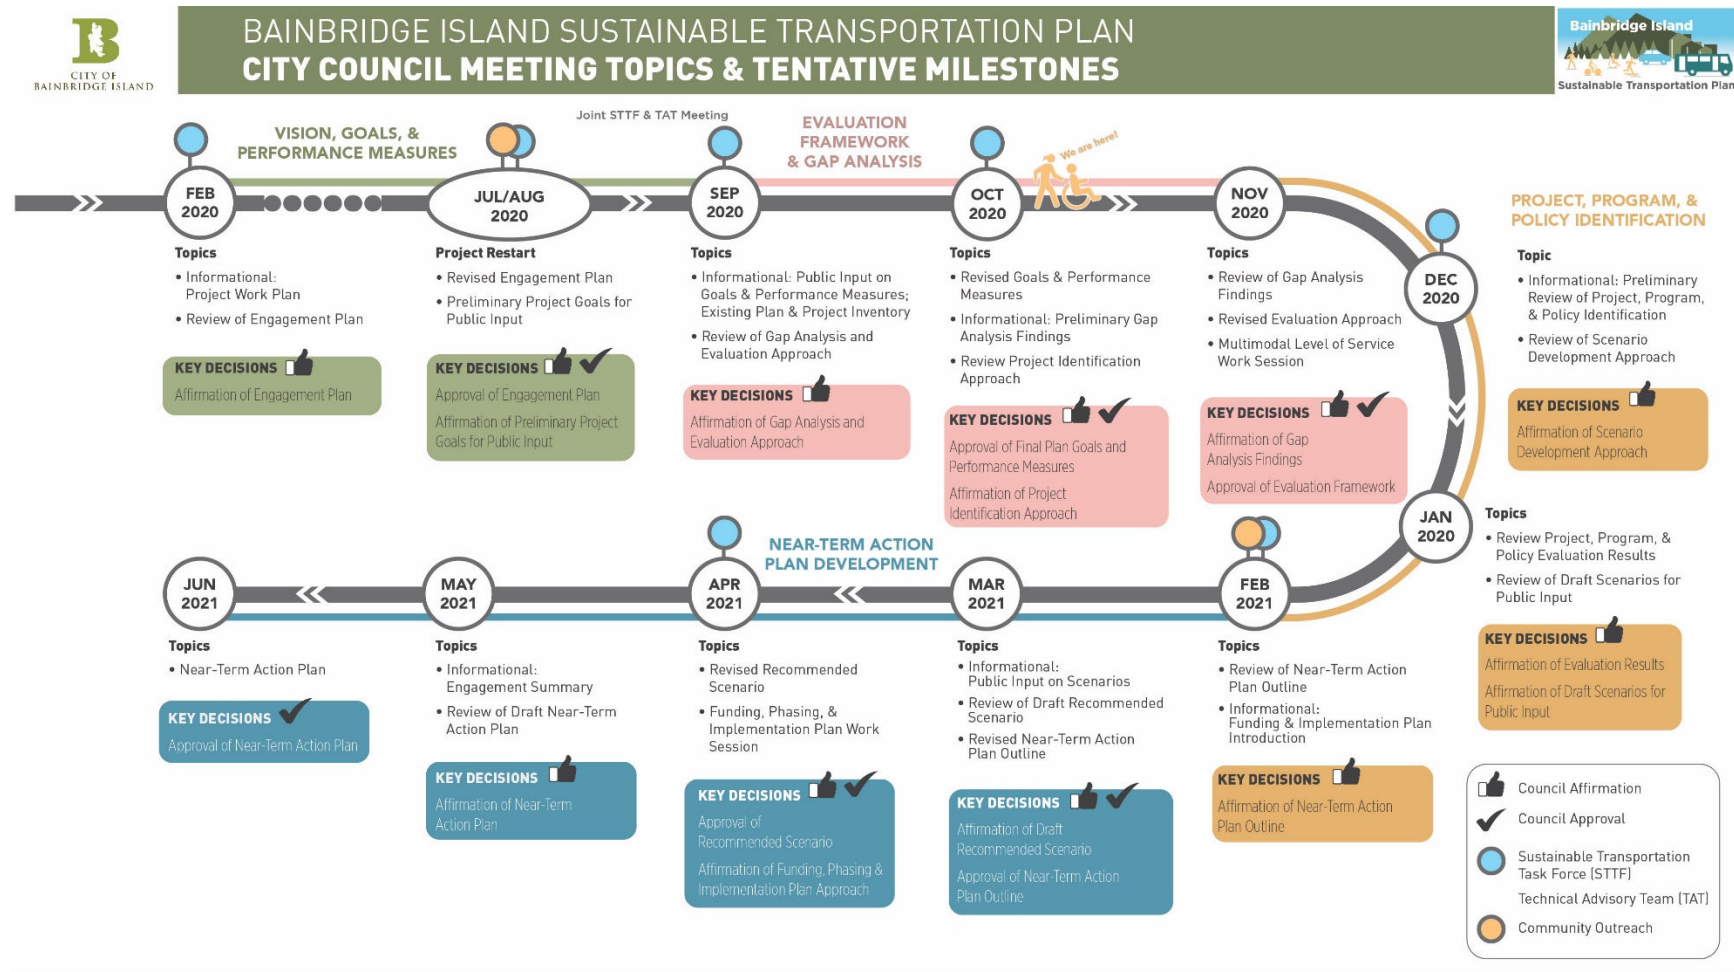 B
CITY OF
BAINBRIDGE ISLAND
BAINBRIDGE ISLAND SUSTAINABLE TRANSPORTATION PLAN
CITY COUNCIL MEETING TOPICS & TENTATIVE MILESTONES
Bainbridge Island
Sustainable Transportation Plan
VISION, GOALS, &
PERFORMANCE MEASURES
Joint STTF & TAT Meeting
EVALUATION
FRAMEWORK
& GAP ANALYSIS
We are here!
PROJECT, PROGRAM, &
POLICY IDENTIFICATION
FEB
2020
Topics
• Informational:
Project Work Plan
• Review of Engagement Plan
KEY DECISIONS
Affirmation of Engagement Plan
JUL/AUG
2020
Project Restart
• Revised Engagement Plan
• Preliminary Project Goals for
Public Input
KEY DECISIONS
Approval of Engagement Plan
Affirmation of Preliminary Project
Goals for Public Input
SEP
2020
Topics
• Informational: Public Input on
Goals & Performance Measures;
Existing Plan & Project Inventory
• Review of Gap Analysis and
Evaluation Approach
KEY DECISIONS
Affirmation of Gap Analysis and
Evaluation Approach
OCT
2020
Topics
• Revised Goals & Performance
Measures
• Informational: Preliminary Gap
Analysis Findings
• Review Project Identification
Approach
KEY DECISIONS
Approval of Final Plan Goals and
Performance Measures
Affirmation of Project
Identification Approach
NOV
2020
Topics
• Review of Gap Analysis
Findings
• Revised Evaluation Approach
• Multimodal Level of Service
Work Session
KEY DECISIONS
Affirmation of Gap
Analysis Findings
Approval of Evaluation Framework
DEC
2020
Topic
• Informational: Preliminary
Review of Project, Program,
& Policy Identification
• Review of Scenario
Development Approach
KEY DECISIONS
Affirmation of Scenario
Development Approach
JAN
2020
Topics
• Review Project, Program, &
Policy Evaluation Results
• Review of Draft Scenarios for
Public Input
KEY DECISIONS
Affirmation of Evaluation Results
Affirmation of Draft Scenarios for
Public Input
FEB
2021
Topics
• Review of Near-Term Action
Plan Outline
• Informational:
Funding & Implementation Plan
Introduction
KEY DECISIONS
Affirmation of Near-Term Action
Plan Outline
NEAR-TERM ACTION
PLAN DEVELOPMENT
MAR
2021
Topics
• Informational:
Public Input on Scenarios
• Review of Draft Recommended
Scenario
• Revised Near-Term Action
Plan Outline
KEY DECISIONS
Affirmation of Draft
Recommended Scenario
Approval of Near-Term Action
Plan Outline
APR
2021
Topics
• Revised Recommended
Scenario
• Funding, Phasing, &
Implementation Plan Work
Session
KEY DECISIONS
Approval of
Recommended Scenario
Affirmation of Funding, Phasing &
Implementation Plan Approach
MAY
2021
Topics
• Informational:
Engagement Summary
• Review of Draft Near-Term
Action Plan
KEY DECISIONS
Affirmation of Near-Term
Action Plan
JUN
2021
Topics
• Near-Term Action Plan
KEY DECISIONS
Approval of Near-Term Action Plan
Council Affirmation
Council Approval
Sustainable Transportation
Task Force (STTF)
Technical Advisory Team (TAT)
Community Outreach